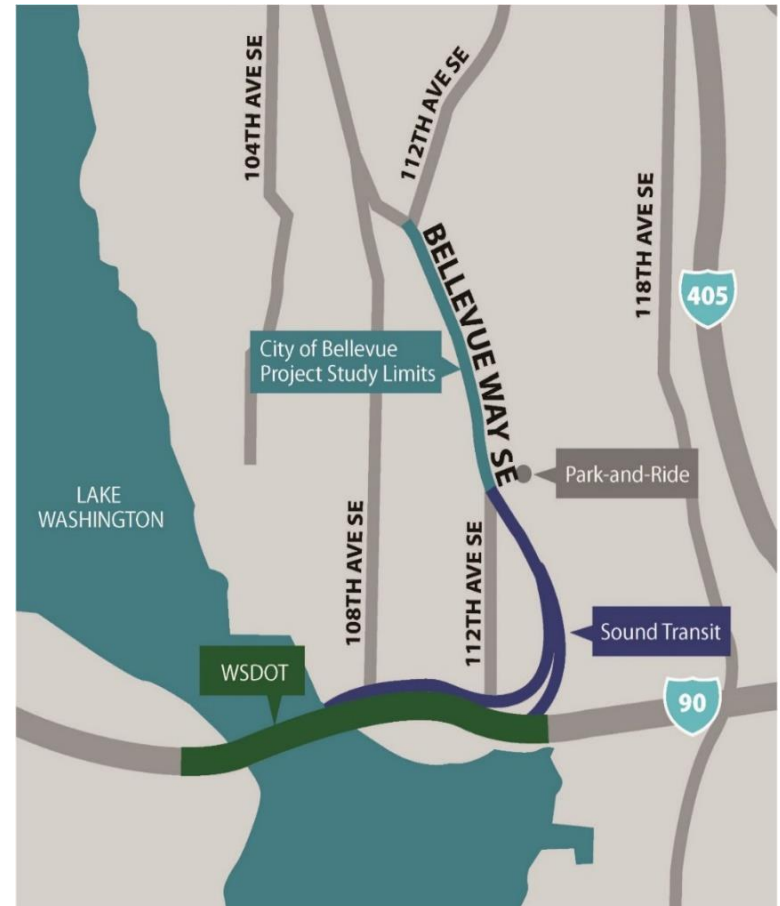 104TH AVE SE
112TH AVE SE
118TH AVE SE
405
BELLEVUE WAY SE
City of Bellevue
Project Study Limits
Park-and-Ride
LAKE
WASHINGTON
108TH AVE SE
112TH AVE SE
Sound Transit
WSDOT
90